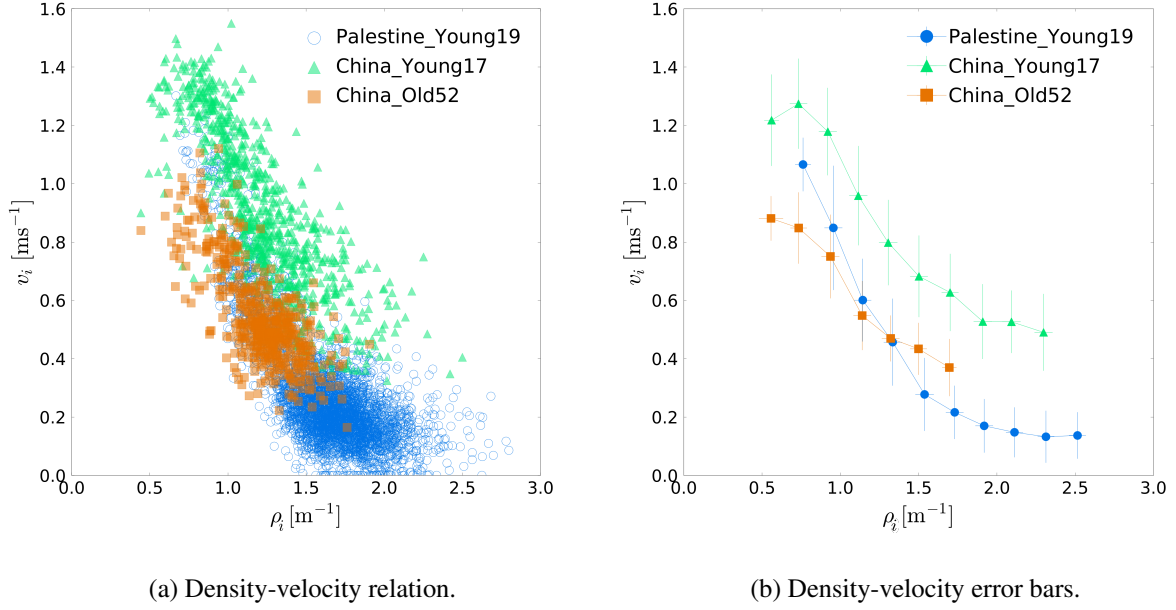 1.6
1.4
1.2
1.0
0.8
0.6
0.4
0.2
0.0
v_i [ms⁻¹]
Palestine_Young19
China_Young17
China_Old52
0.0 0.5 1.0 1.5 2.0 2.5 3.0
ρ_i [m⁻¹]
(a) Density-velocity relation.
1.6
1.4
1.2
1.0
0.8
0.6
0.4
0.2
0.0
v_i [ms⁻¹]
Palestine_Young19
China_Young17
China_Old52
0.0 0.5 1.0 1.5 2.0 2.5 3.0
ρ_i [m⁻¹]
(b) Density-velocity error bars.